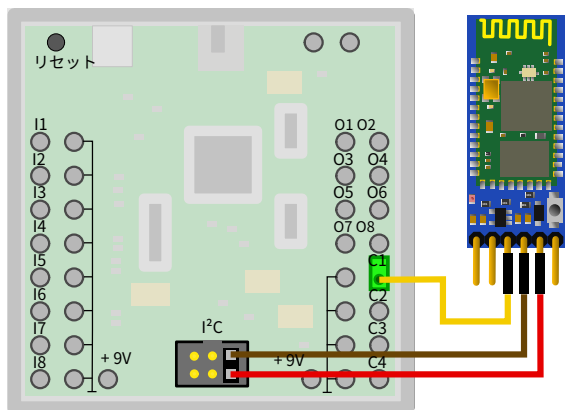 リセット
I1
I2
I3
I4
I5
I6
I7
I8
+ 9V
I²C
O1 O2
O3 O4
O5 O6
O7 O8
C1
C2
C3
+ 9V C4